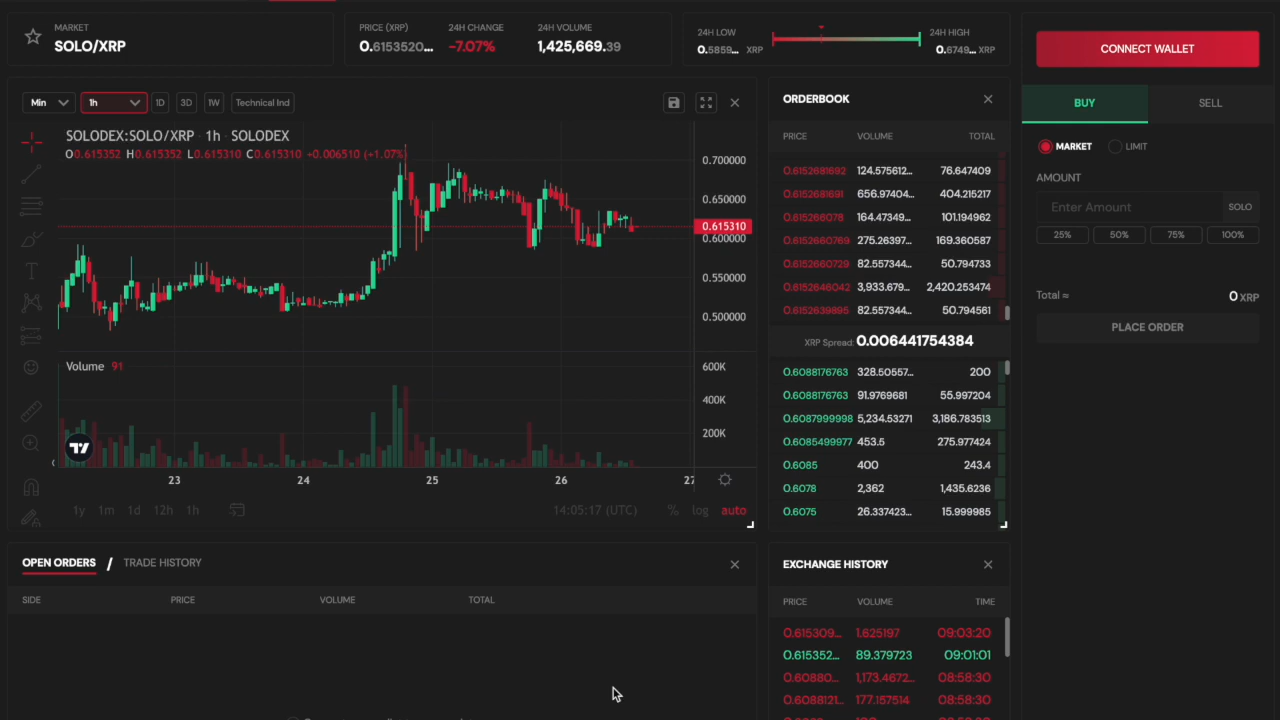 MARKET
SOLO/XRP
PRICE (XRP) 24H CHANGE 24H VOLUME
0.6153520... -7.07% 1,425,669.39
24H LOW 24H HIGH
0.5859... XRP 0.6749... XRP
CONNECT WALLET
Min 1h 1D 3D 1W Technical Ind
SOLODEX:SOLO/XRP · 1h · SOLODEX
O0.615352 H0.615352 L0.615310 C0.615310 +0.006510 (+1.07%)
0.700000
0.650000
0.615310
0.600000
0.550000
0.500000
Volume 91
600K
400K
200K
23 24 25 26 27
1y 1m 1d 12h 1h 14:05:17 (UTC) % log auto
ORDERBOOK
PRICE VOLUME TOTAL
0.6152681692 124.575612... 76.647409
0.6152681691 656.97404... 404.215217
0.615266078 164.47349... 101.194962
0.6152660769 275.26397... 169.360587
0.6152660729 82.557344... 50.794733
0.6152646042 3,933.679... 2,420.253474
0.6152639895 82.557344... 50.794561
XRP Spread: 0.006441754384
0.6088176763 328.50557... 200
0.6088176763 91.9769681 55.997204
0.6087999998 5,234.53271 3,186.783513
0.6085499977 453.5 275.977424
0.6085 400 243.4
0.6078 2,362 1,435.6236
0.6075 26.337423... 15.999985
BUY SELL
MARKET LIMIT
AMOUNT
Enter Amount SOLO
25% 50% 75% 100%
Total ≈ 0 XRP
PLACE ORDER
OPEN ORDERS / TRADE HISTORY
SIDE PRICE VOLUME TOTAL
EXCHANGE HISTORY
PRICE VOLUME TIME
0.615309... 1.625197 09:03:20
0.615352... 89.379723 09:01:01
0.60880... 1,173.4672... 08:58:30
0.6088121... 177.157514 08:58:30